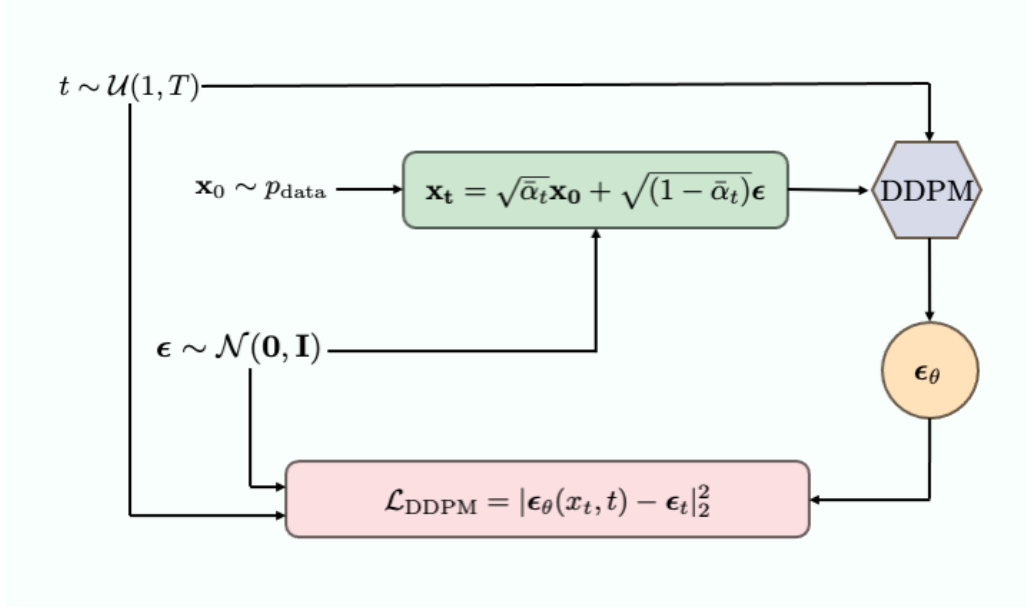 t ∼ 𝒰(1, T)
x₀ ∼ p_data
x_t = √ᾱ_t x₀ + √(1 − ᾱ_t) ϵ
DDPM
ϵ ∼ 𝒩(0, I)
ϵ_θ
ℒ_DDPM = |ϵ_θ(x_t, t) − ϵ_t|₂²